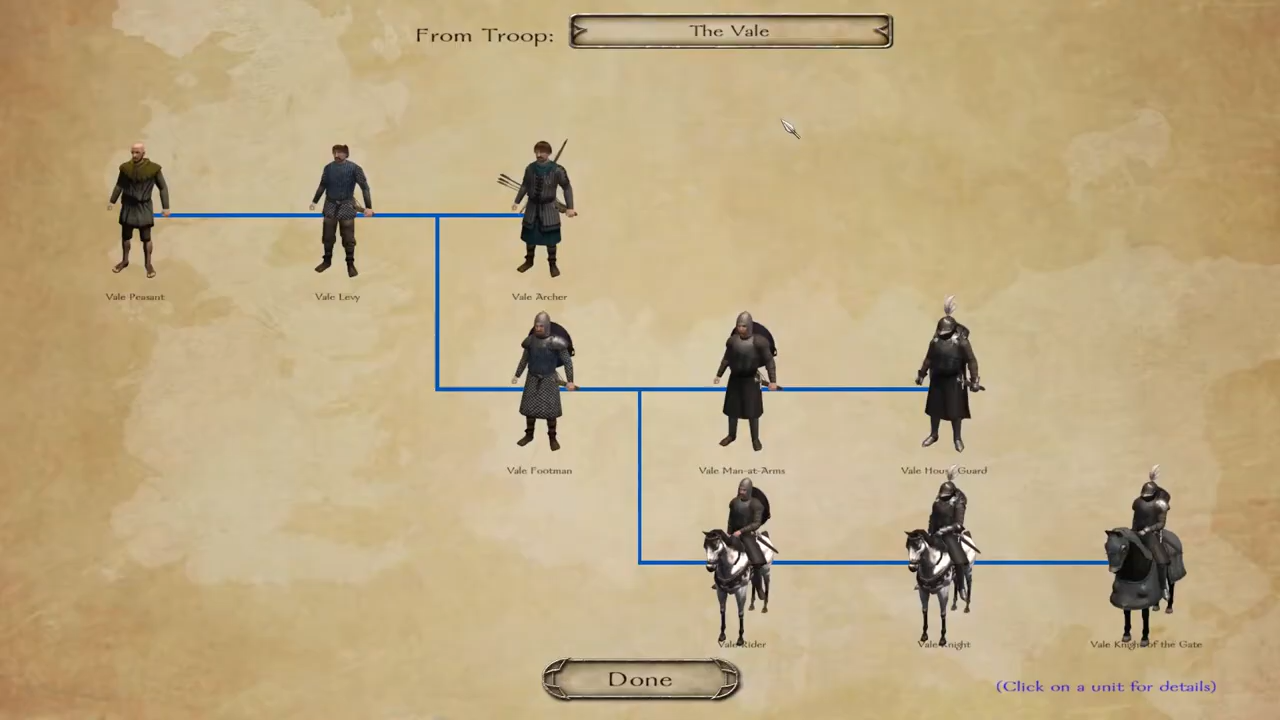 From Troop: The Vale
Vale Peasant Vale Levy Vale Archer
Vale Footman Vale Man-at-Arms Vale House Guard
Vale Rider Vale Knight Vale Knight of the Gate
Done
(Click on a unit for details)